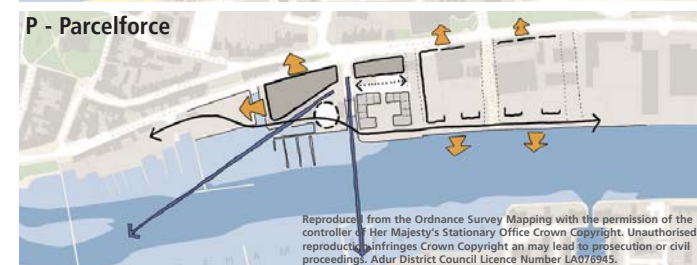 P - Parcelforce
Reproduced from the Ordnance Survey Mapping with the permission of the
controller of Her Majesty's Stationary Office Crown Copyright. Unauthorised
reproduction infringes Crown Copyright an may lead to prosecution or civil
proceedings. Adur District Council Licence Number LA076945.